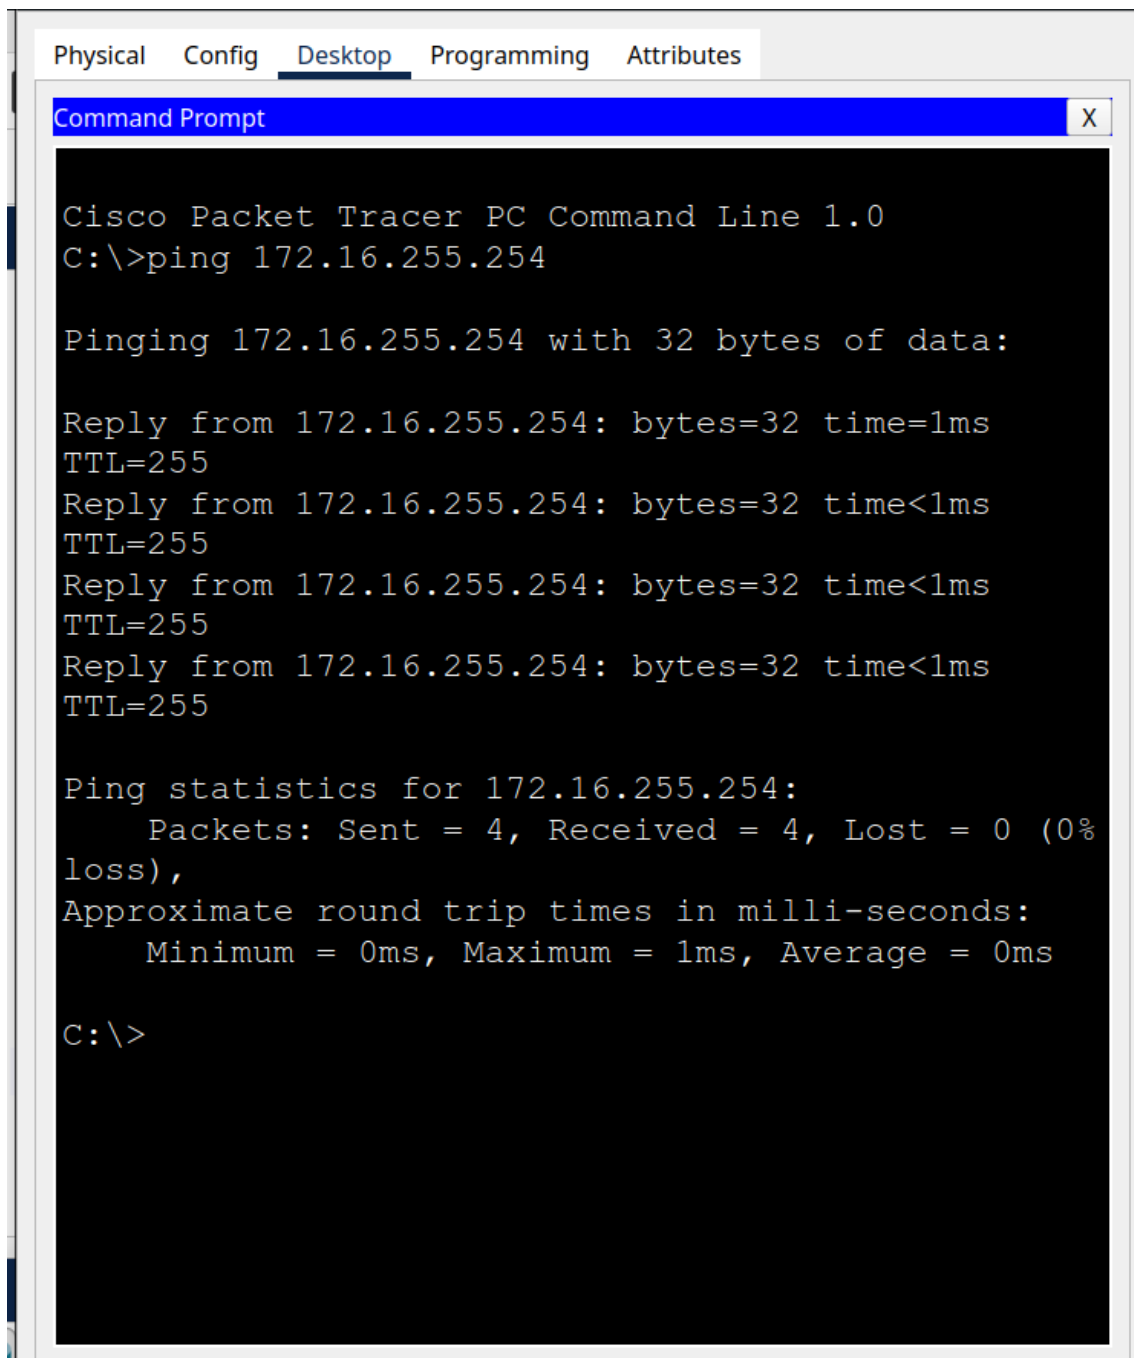 Physical Config Desktop Programming Attributes
Command Prompt X
Cisco Packet Tracer PC Command Line 1.0
C:\>ping 172.16.255.254
Pinging 172.16.255.254 with 32 bytes of data:
Reply from 172.16.255.254: bytes=32 time=1ms
TTL=255
Reply from 172.16.255.254: bytes=32 time<1ms
TTL=255
Reply from 172.16.255.254: bytes=32 time<1ms
TTL=255
Reply from 172.16.255.254: bytes=32 time<1ms
TTL=255
Ping statistics for 172.16.255.254:
    Packets: Sent = 4, Received = 4, Lost = 0 (0%
loss),
Approximate round trip times in milli-seconds:
    Minimum = 0ms, Maximum = 1ms, Average = 0ms
C:\>